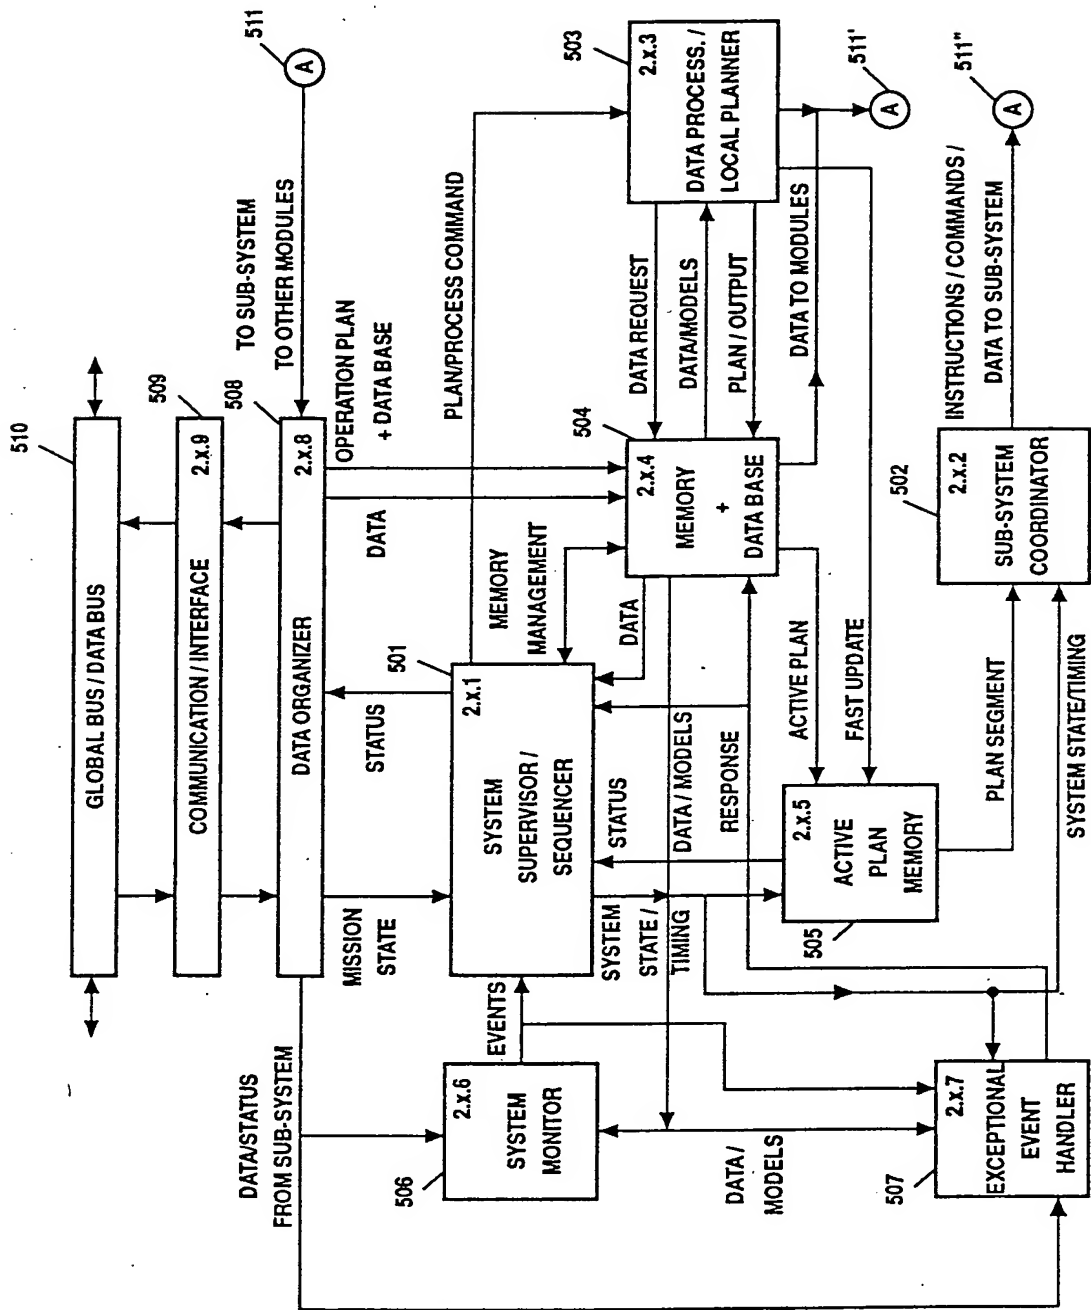 510
GLOBAL BUS / DATA BUS
509
COMMUNICATION / INTERFACE
2.x.9
508
DATA ORGANIZER
2.x.8
511
A
TO SUB-SYSTEM
TO OTHER MODULES
DATA/STATUS
FROM SUB-SYSTEM
MISSION
STATE
STATUS
DATA
OPERATION PLAN
+ DATA BASE
PLAN/PROCESS COMMAND
501
2.x.1
SYSTEM
SUPERVISOR /
SEQUENCER
MEMORY
MANAGEMENT
DATA
504
2.x.4
MEMORY
+
DATA BASE
DATA REQUEST
DATA/MODELS
PLAN / OUTPUT
DATA TO MODULES
503
2.x.3
DATA PROCESS. /
LOCAL PLANNER
511'
A
EVENTS
506
2.x.6
SYSTEM
MONITOR
SYSTEM
STATE /
TIMING
STATUS
DATA / MODELS
RESPONSE
ACTIVE PLAN
FAST UPDATE
505
2.x.5
ACTIVE
PLAN
MEMORY
PLAN SEGMENT
SYSTEM STATE/TIMING
502
2.x.2
SUB-SYSTEM
COORDINATOR
INSTRUCTIONS / COMMANDS /
DATA TO SUB-SYSTEM
511"
A
DATA /
MODELS
507
2.x.7
EXCEPTIONAL
EVENT
HANDLER